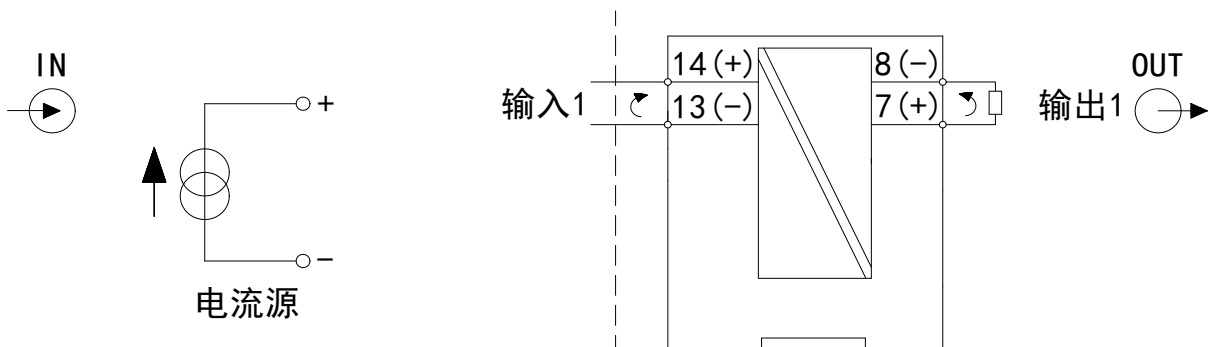 IN
+
-
电流源
输入1
14(+)
13(-)
8(-)
7(+)
输出1
OUT